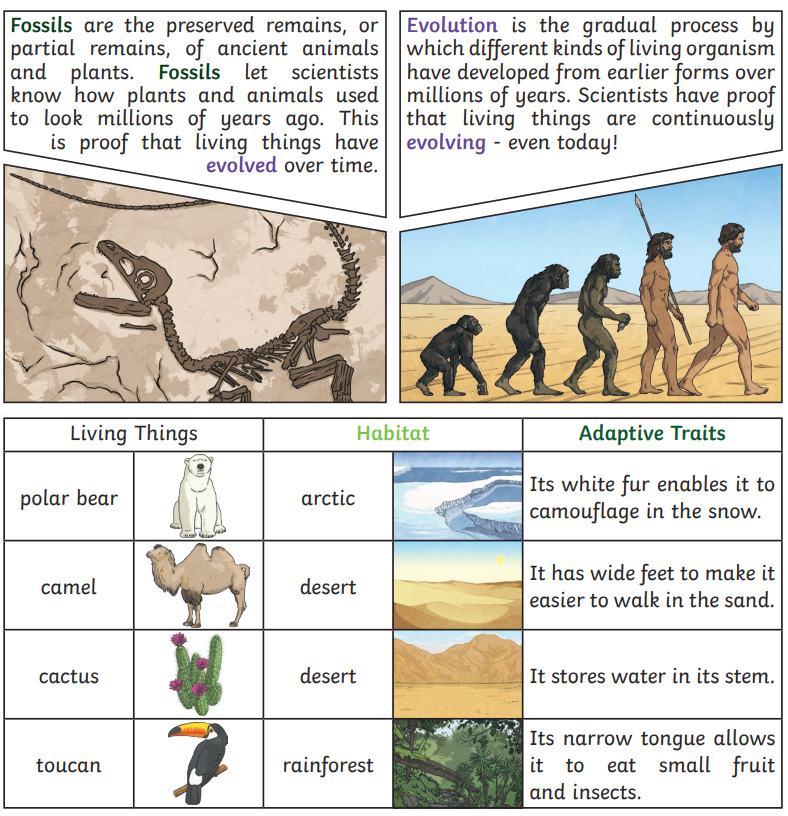 Fossils are the preserved remains, or
partial remains, of ancient animals
and plants. Fossils let scientists
know how plants and animals used
to look millions of years ago. This
is proof that living things have
evolved over time.
Evolution is the gradual process by
which different kinds of living organism
have developed from earlier forms over
millions of years. Scientists have proof
that living things are continuously
evolving - even today!
Living Things
Habitat
Adaptive Traits
polar bear
arctic
Its white fur enables it to
camouflage in the snow.
camel
desert
It has wide feet to make it
easier to walk in the sand.
cactus
desert
It stores water in its stem.
toucan
rainforest
Its narrow tongue allows
it to eat small fruit
and insects.